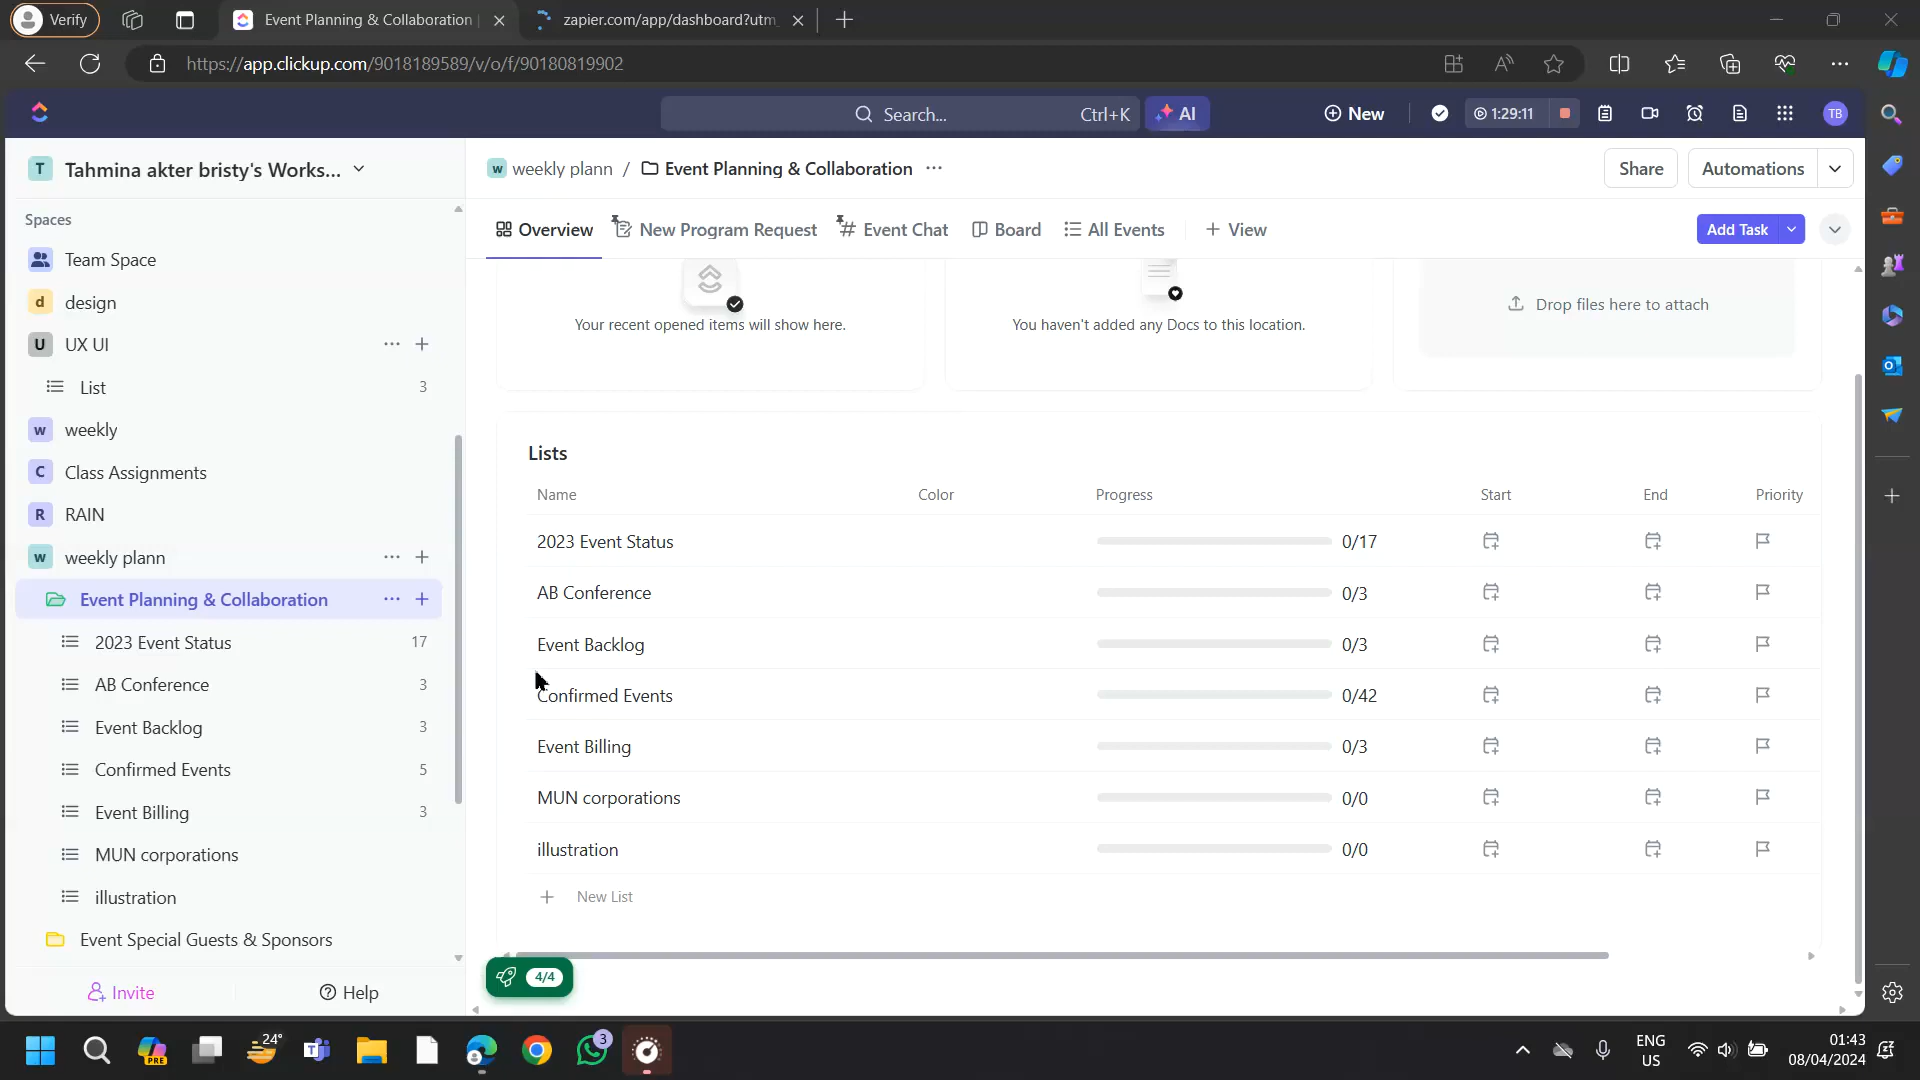 Verify
Event Planning & Collaboration
zapier.com/app/dashboard?utm_
https://app.clickup.com/9018189589/v/o/f/90180819902
Search...
Ctrl+K
AI
New
1:29:11
TB
T
Tahmina akter bristy's Works...
w weekly plann / Event Planning & Collaboration
Share
Automations
Overview
New Program Request
Event Chat
Board
All Events
View
Add Task
Spaces
Team Space
d design
U UX UI
List 3
w weekly
C Class Assignments
R RAIN
w weekly plann
Event Planning & Collaboration
2023 Event Status 17
AB Conference 3
Event Backlog 3
Confirmed Events 5
Event Billing 3
MUN corporations
illustration
Event Special Guests & Sponsors
Invite
Help
Your recent opened items will show here.
You haven't added any Docs to this location.
Drop files here to attach
Lists
Name Color Progress Start End Priority
2023 Event Status 0/17
AB Conference 0/3
Event Backlog 0/3
Confirmed Events 0/42
Event Billing 0/3
MUN corporations 0/0
illustration 0/0
New List
4/4
PRE
24°
3
ENG
US
01:43
08/04/2024